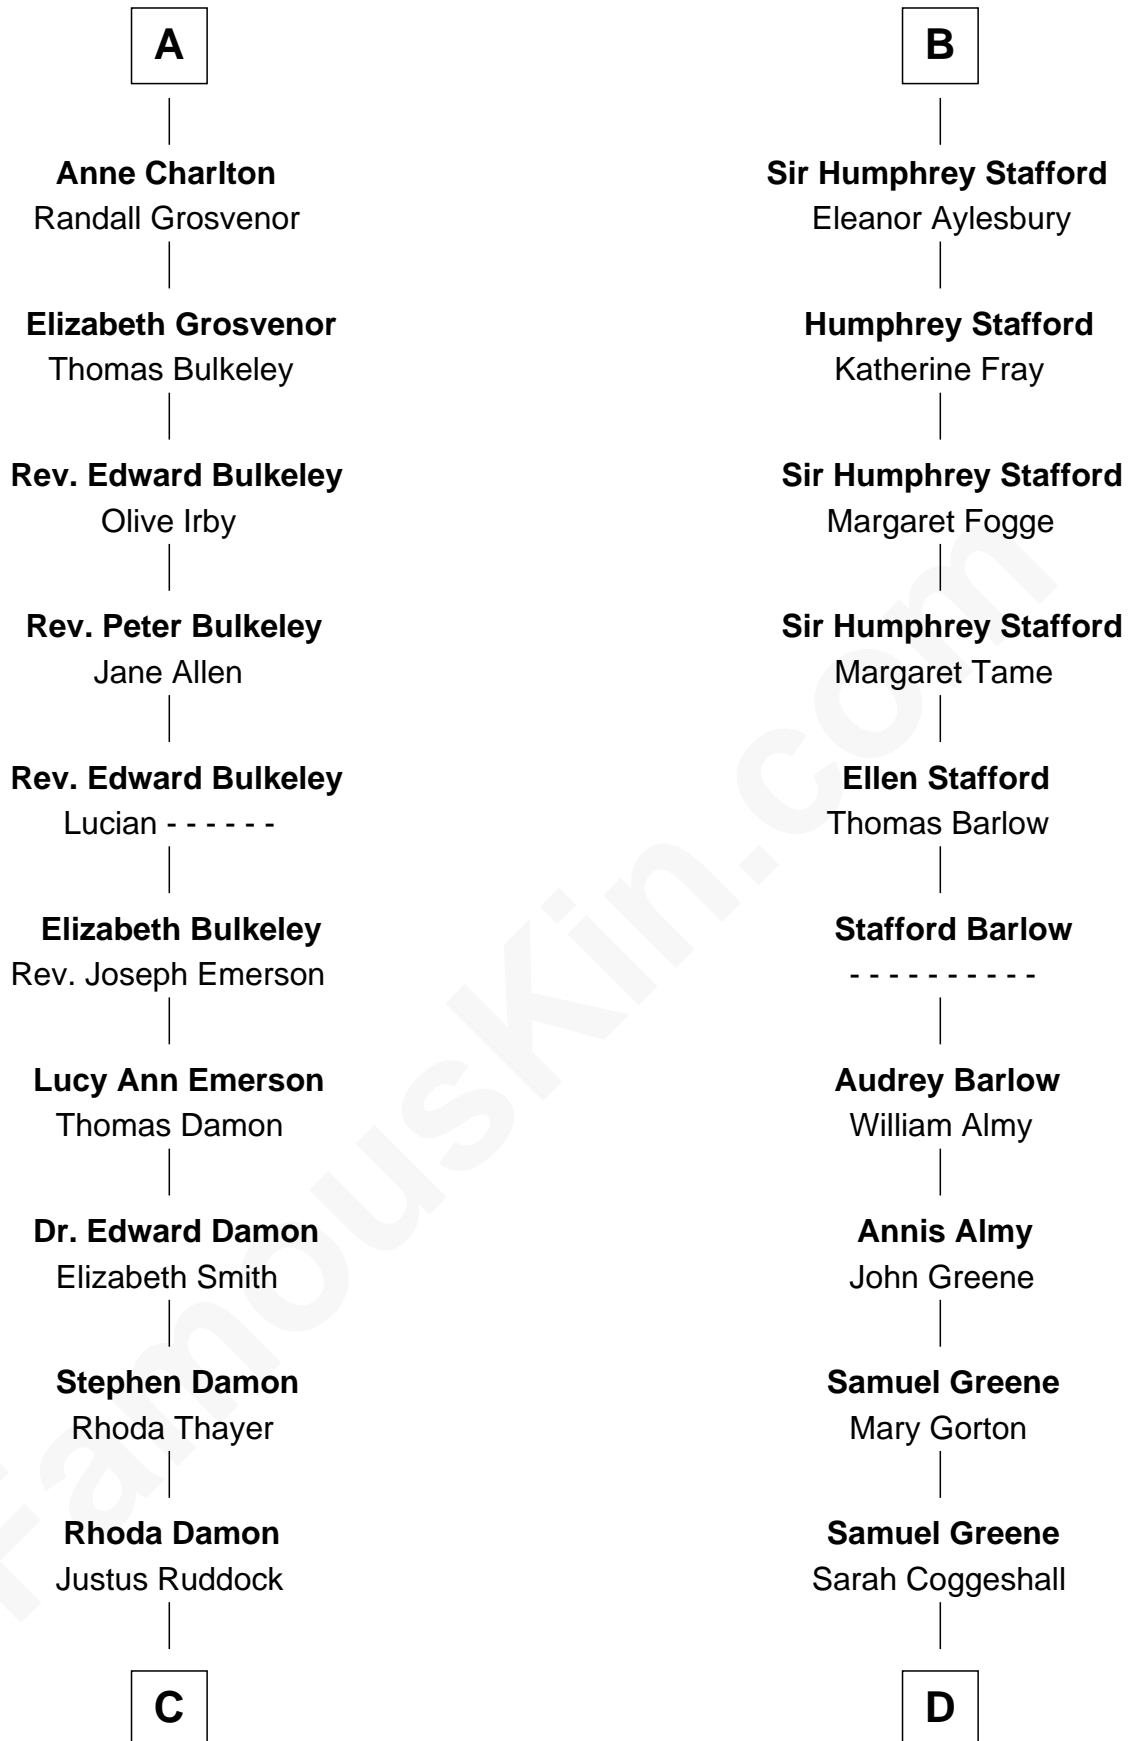 A
Anne Charlton
Randall Grosvenor
Elizabeth Grosvenor
Thomas Bulkeley
Rev. Edward Bulkeley
Olive Irby
Rev. Peter Bulkeley
Jane Allen
Rev. Edward Bulkeley
Lucian - - - - - -
Elizabeth Bulkeley
Rev. Joseph Emerson
Lucy Ann Emerson
Thomas Damon
Dr. Edward Damon
Elizabeth Smith
Stephen Damon
Rhoda Thayer
Rhoda Damon
Justus Ruddock
C
B
Sir Humphrey Stafford
Eleanor Aylesbury
Humphrey Stafford
Katherine Fray
Sir Humphrey Stafford
Margaret Fogge
Sir Humphrey Stafford
Margaret Tame
Ellen Stafford
Thomas Barlow
Stafford Barlow
- - - - - - - - - -
Audrey Barlow
William Almy
Annis Almy
John Greene
Samuel Greene
Mary Gorton
Samuel Greene
Sarah Coggeshall
D
FamousKin.com